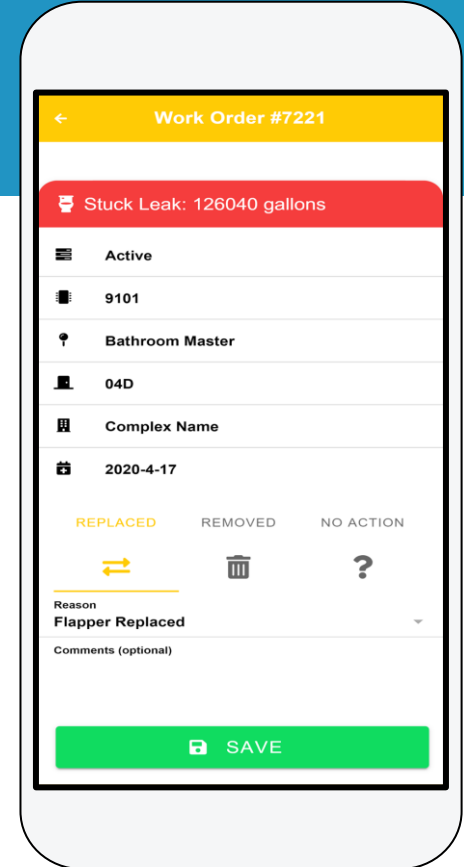 Work Order #7221
Stuck Leak: 126040 gallons
Active
9101
Bathroom Master
04D
Complex Name
2020-4-17
REPLACED REMOVED NO ACTION
?
Reason
Flapper Replaced
Comments (optional)
SAVE